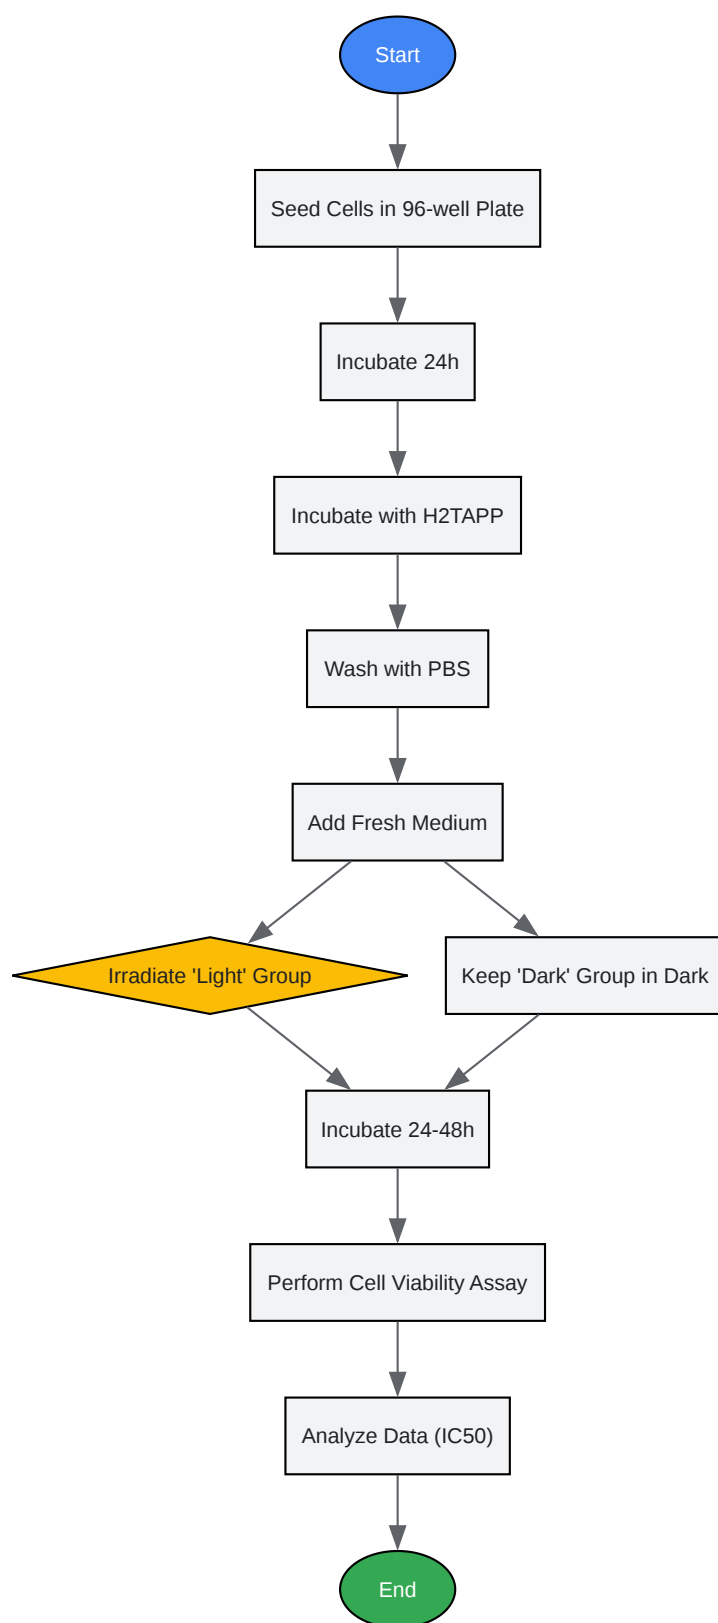 Start
Seed Cells in 96-well Plate
Incubate 24h
Incubate with H2TAPP
Wash with PBS
Add Fresh Medium
Irradiate 'Light' Group
Keep 'Dark' Group in Dark
Incubate 24-48h
Perform Cell Viability Assay
Analyze Data (IC50)
End